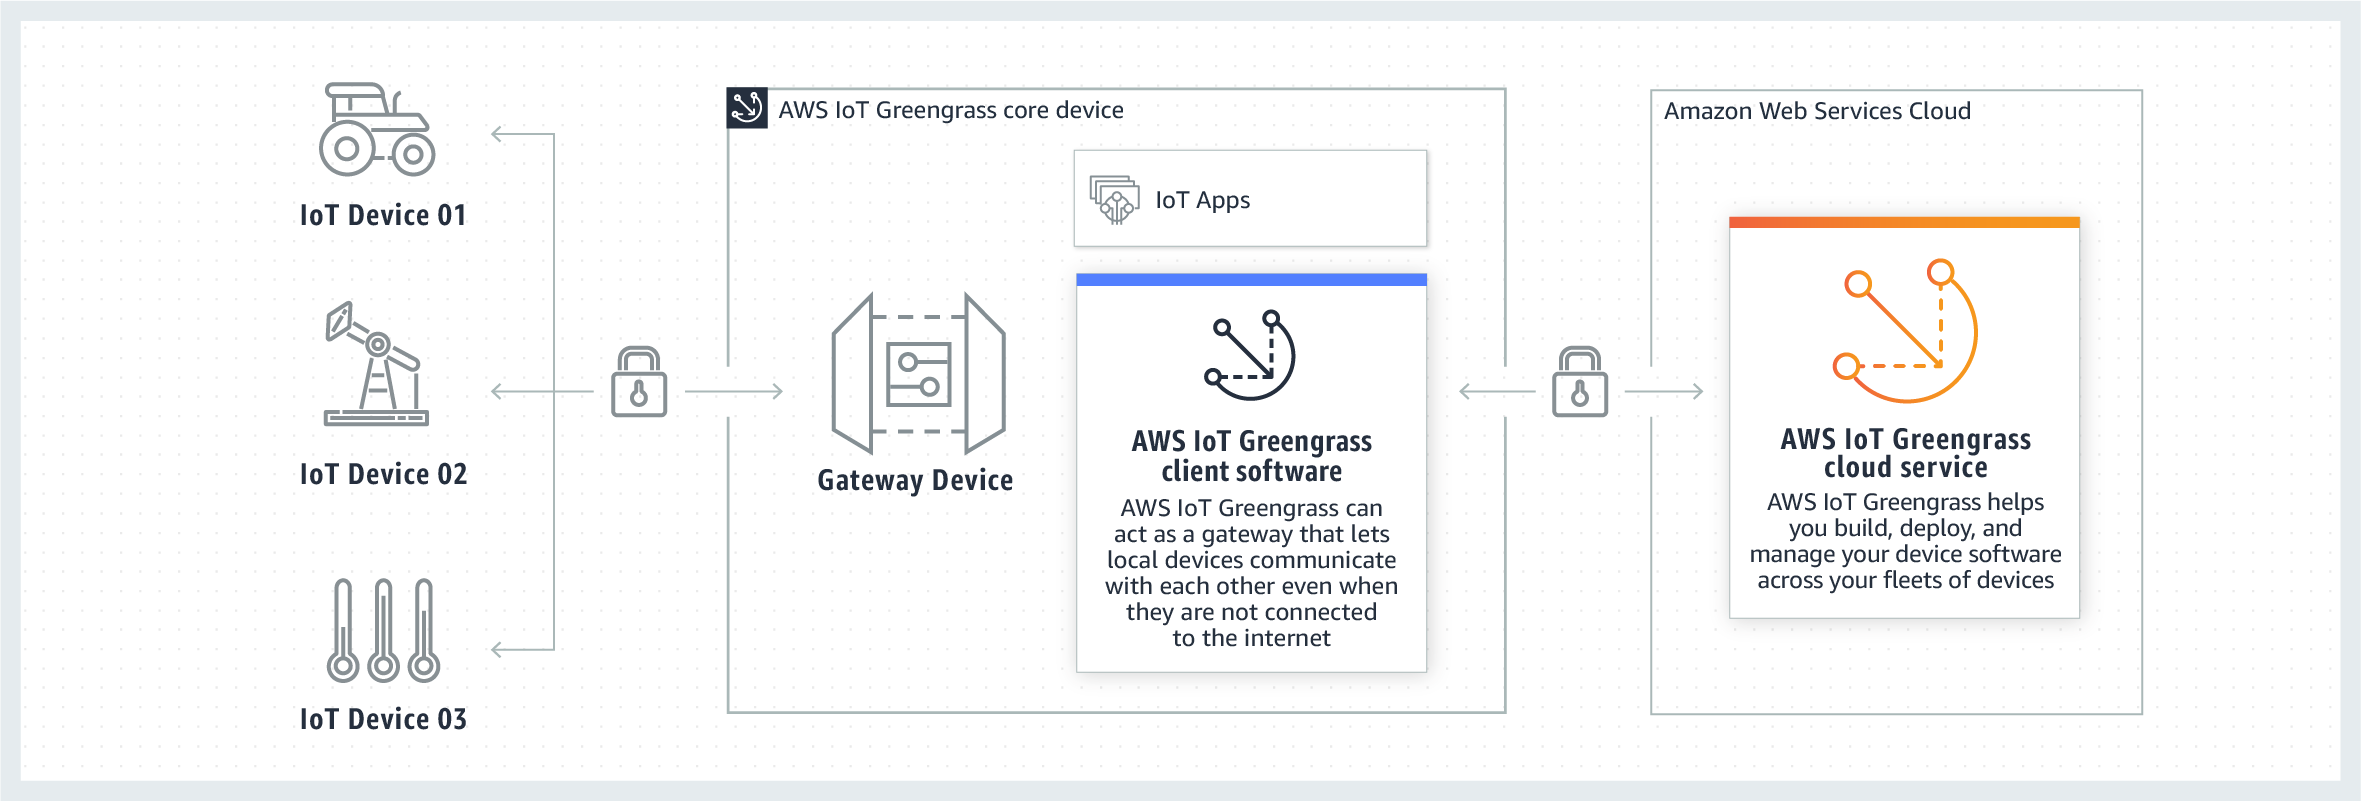 IoT Device 01
IoT Device 02
IoT Device 03
AWS IoT Greengrass core device
IoT Apps
Gateway Device
AWS IoT Greengrass
client software
AWS IoT Greengrass can
act as a gateway that lets
local devices communicate
with each other even when
they are not connected
to the internet
Amazon Web Services Cloud
AWS IoT Greengrass
cloud service
AWS IoT Greengrass helps
you build, deploy, and
manage your device software
across your fleets of devices